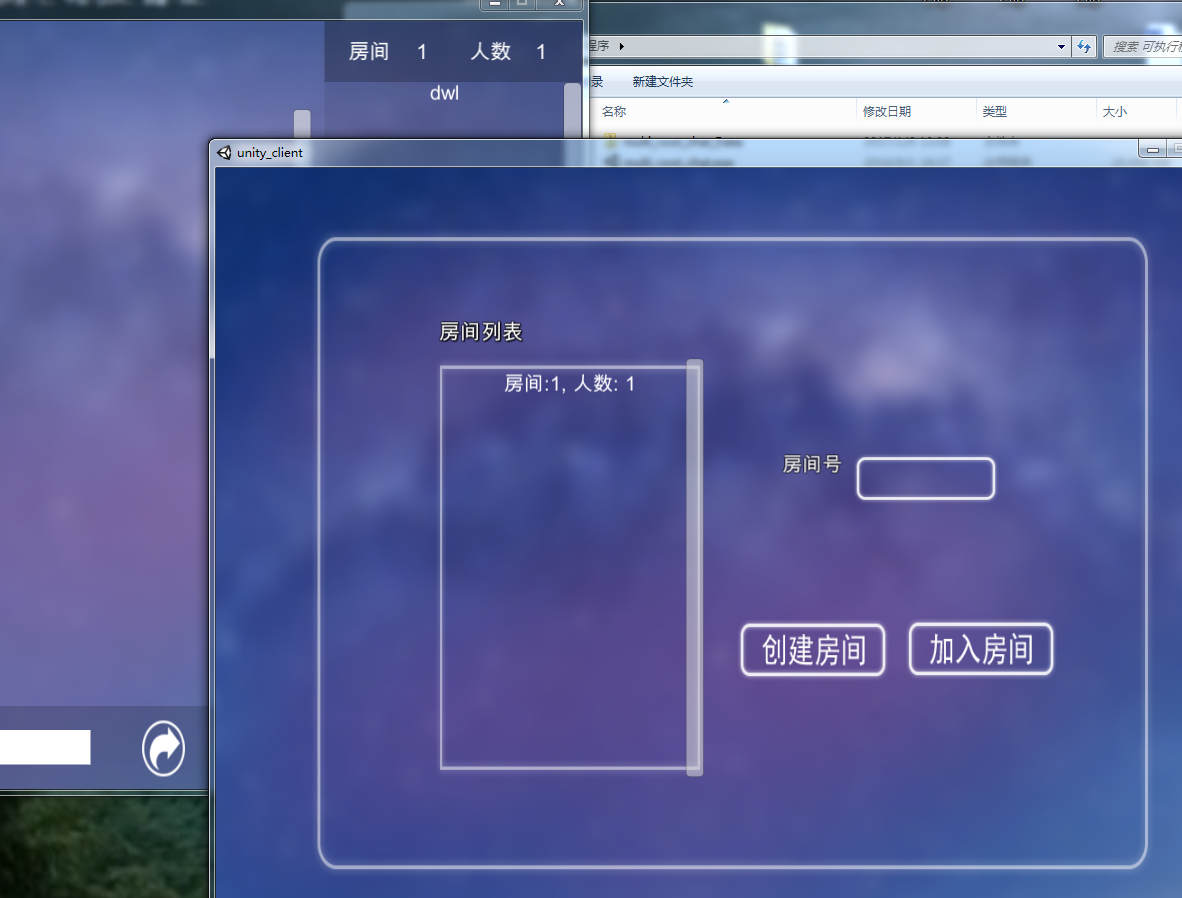 房间 1 人数 1
dwl
程序
搜索 可执行程
录 新建文件夹
名称 修改日期 类型 大小
unity_client
房间列表
房间:1, 人数: 1
房间号
创建房间 加入房间